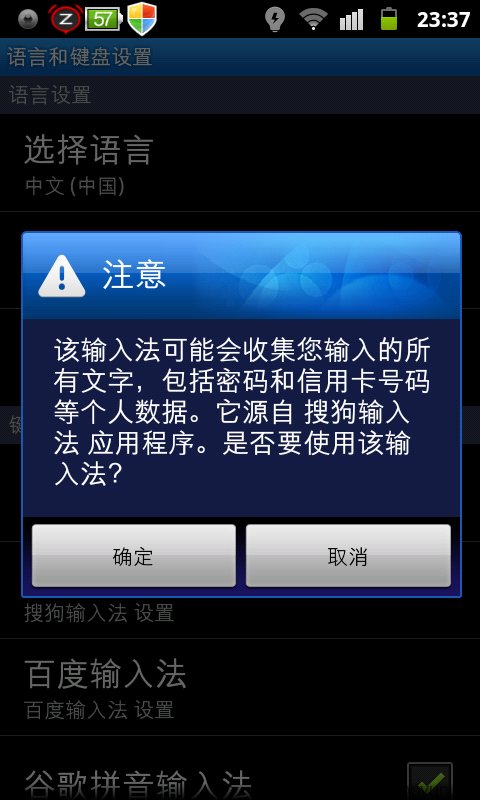 57
23:37
语言和键盘设置
语言设置
选择语言
中文 (中国)
注意
该输入法可能会收集您输入的所
有文字，包括密码和信用卡号码
等个人数据。它源自 搜狗输入
法 应用程序。是否要使用该输
入法？
确定
取消
搜狗输入法 设置
百度输入法
百度输入法 设置
谷歌拼音输入法